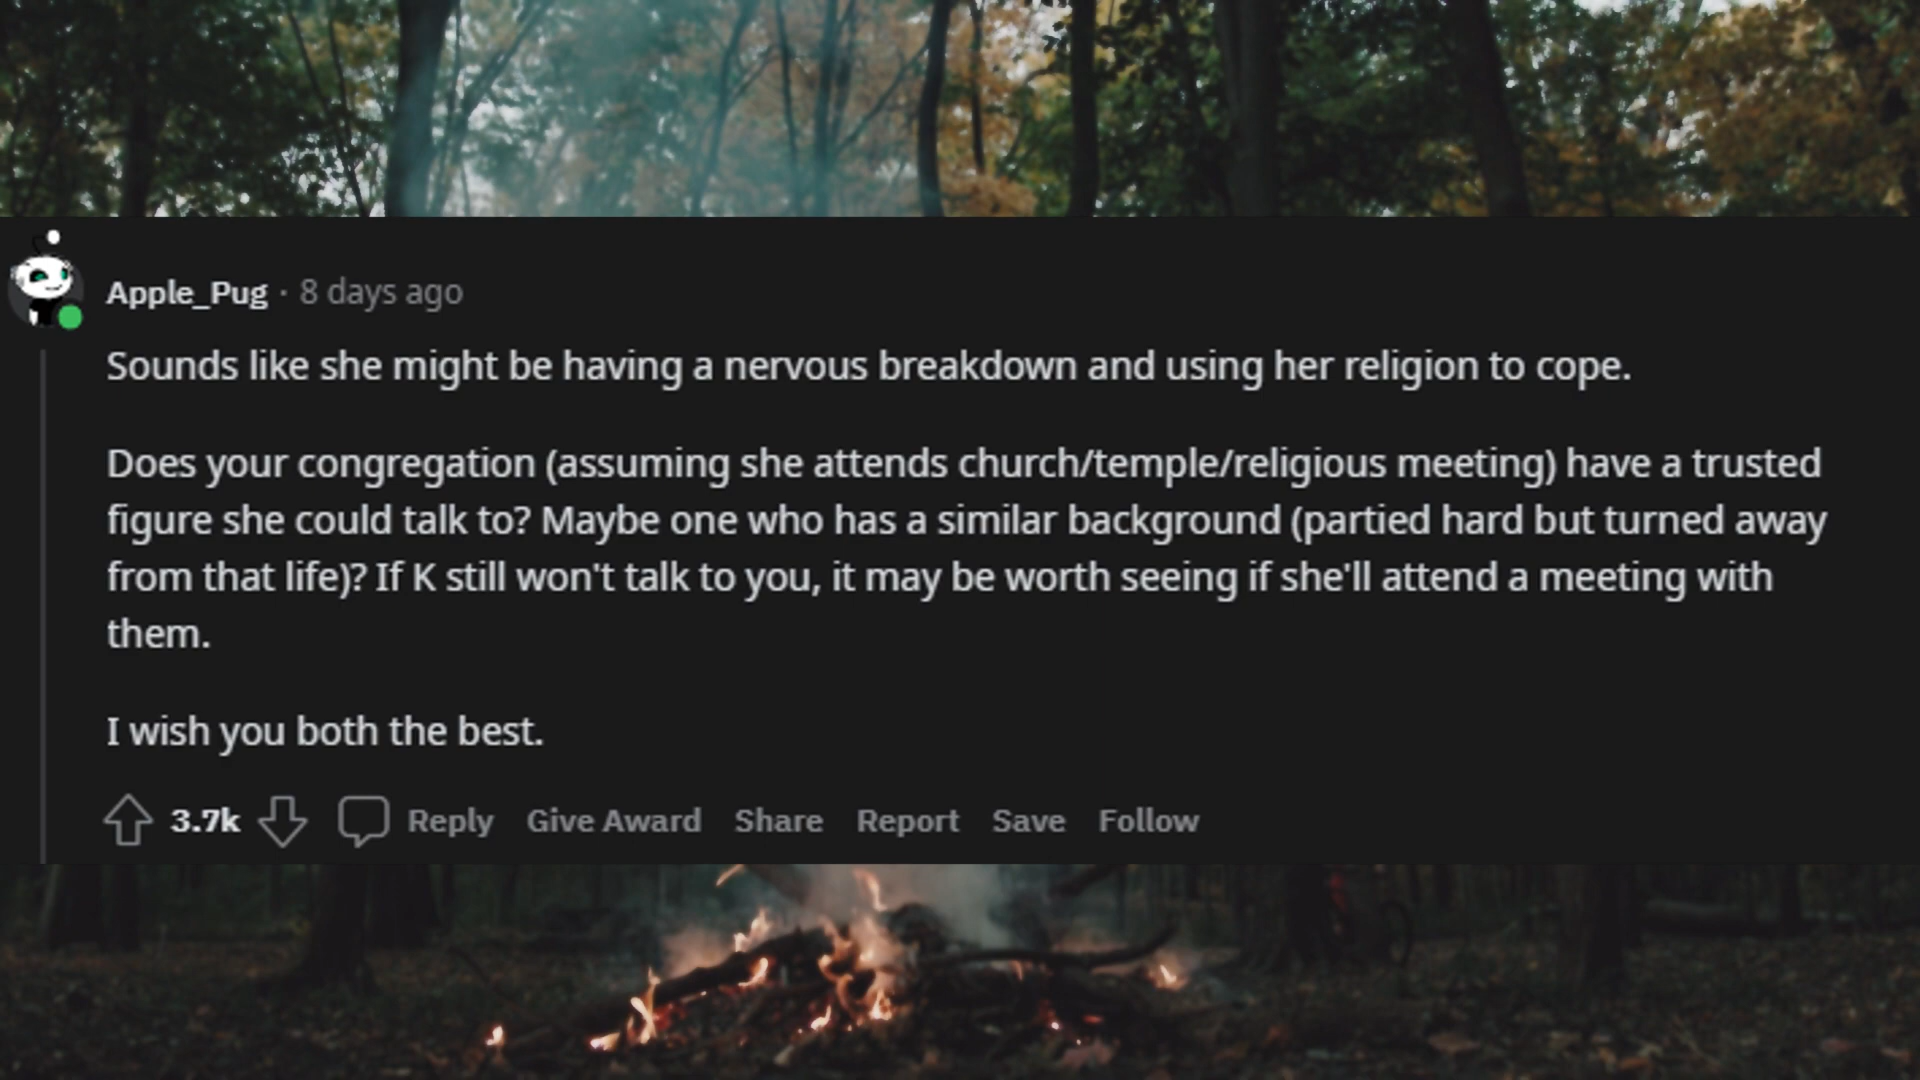 Apple_Pug · 8 days ago
Sounds like she might be having a nervous breakdown and using her religion to cope.
Does your congregation (assuming she attends church/temple/religious meeting) have a trusted
figure she could talk to? Maybe one who has a similar background (partied hard but turned away
from that life)? If K still won't talk to you, it may be worth seeing if she'll attend a meeting with
them.
I wish you both the best.
3.7k Reply Give Award Share Report Save Follow